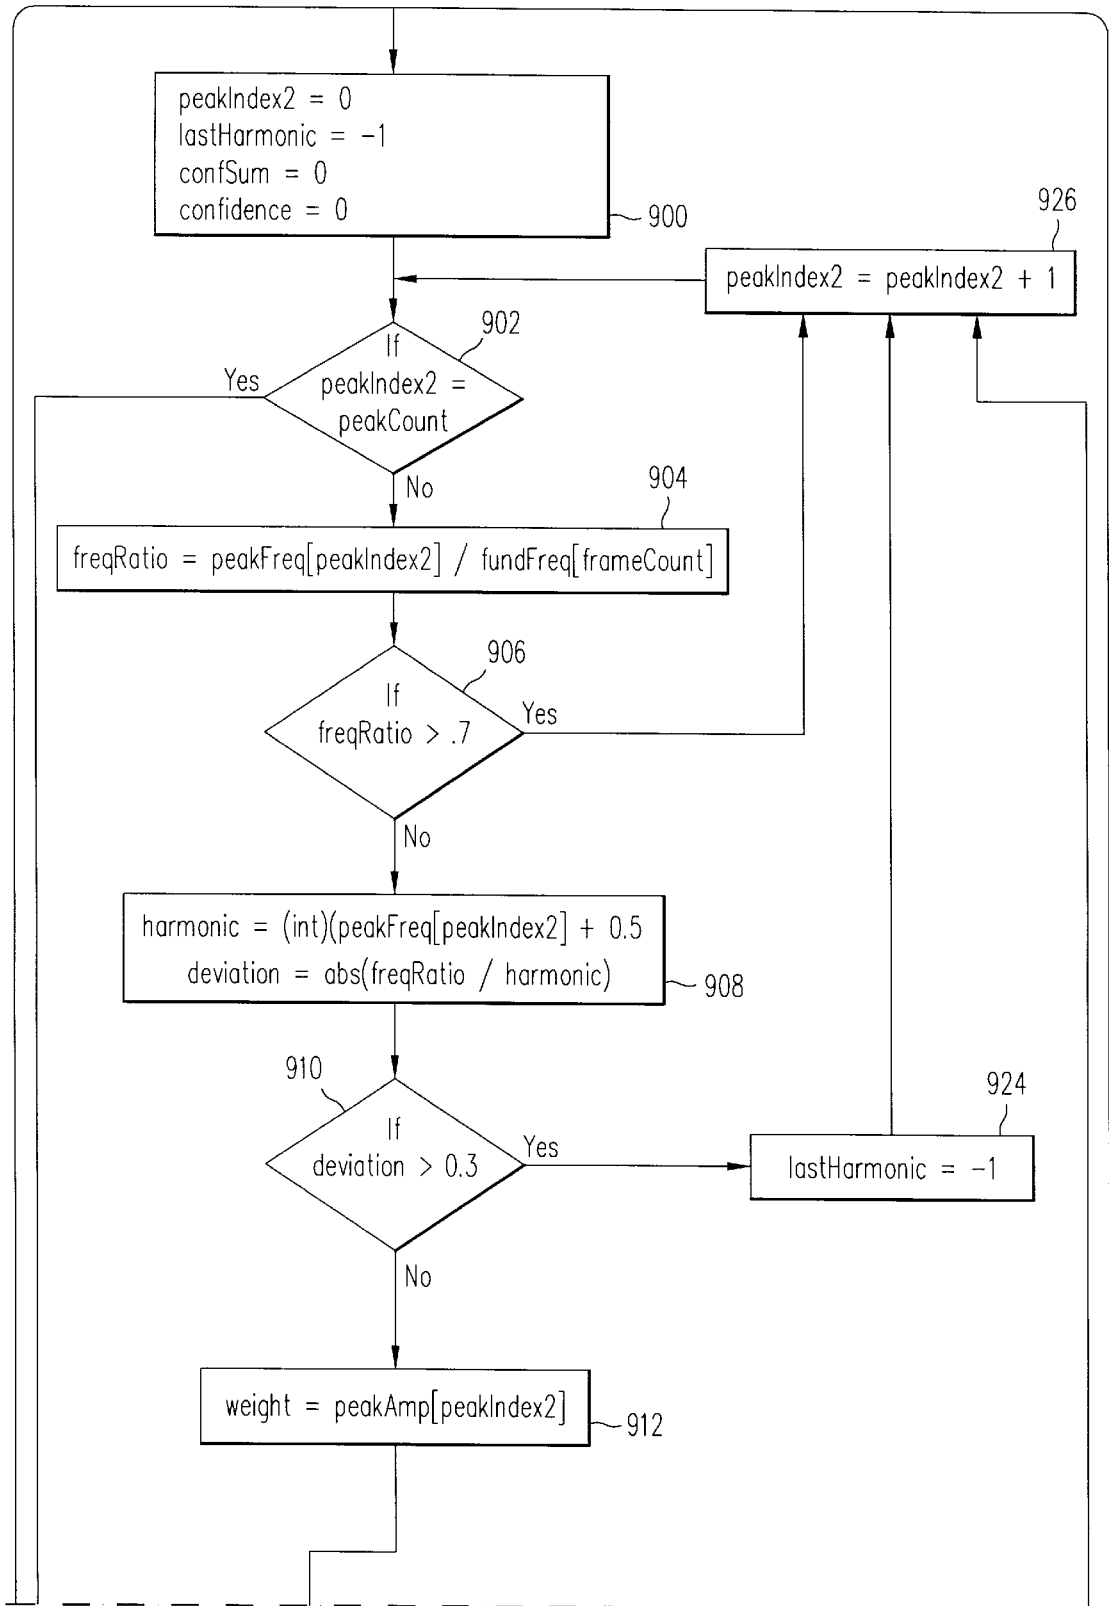 peakIndex2 = 0
lastHarmonic = -1
confSum = 0
confidence = 0
900
926
peakIndex2 = peakIndex2 + 1
902
If
peakIndex2 =
peakCount
Yes
No
904
freqRatio = peakFreq[peakIndex2] / fundFreq[frameCount]
906
If
freqRatio > .7
Yes
No
harmonic = (int)(peakFreq[peakIndex2] + 0.5
deviation = abs(freqRatio / harmonic)
908
910
If
deviation > 0.3
Yes
No
924
lastHarmonic = -1
weight = peakAmp[peakIndex2]
912